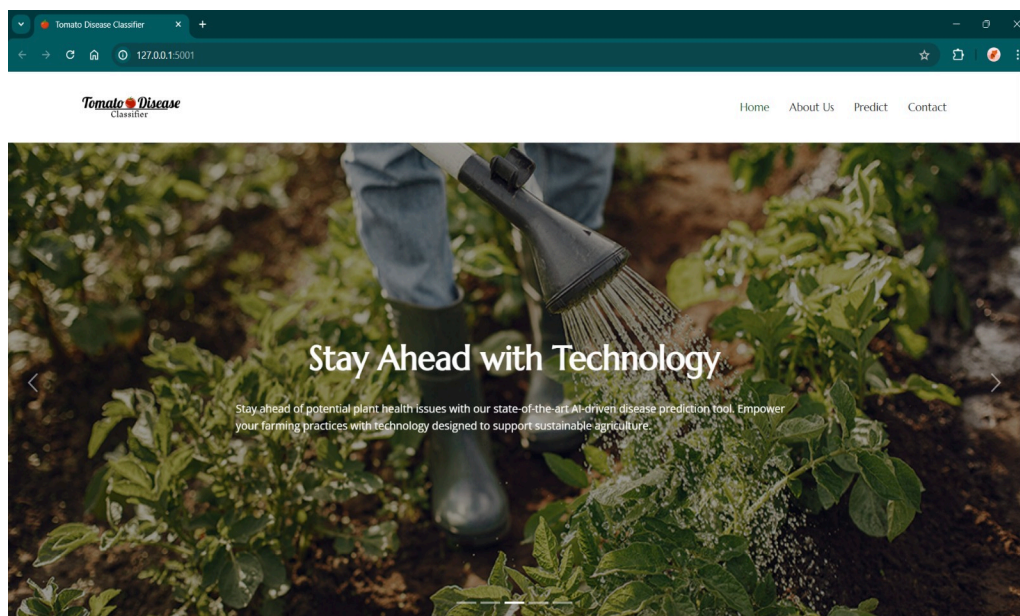 Tomato Disease Classifier
127.0.0.1:5001
Tomato Disease
Classifier
Home About Us Predict Contact
Stay Ahead with Technology
Stay ahead of potential plant health issues with our state-of-the-art AI-driven disease prediction tool. Empower
your farming practices with technology designed to support sustainable agriculture.